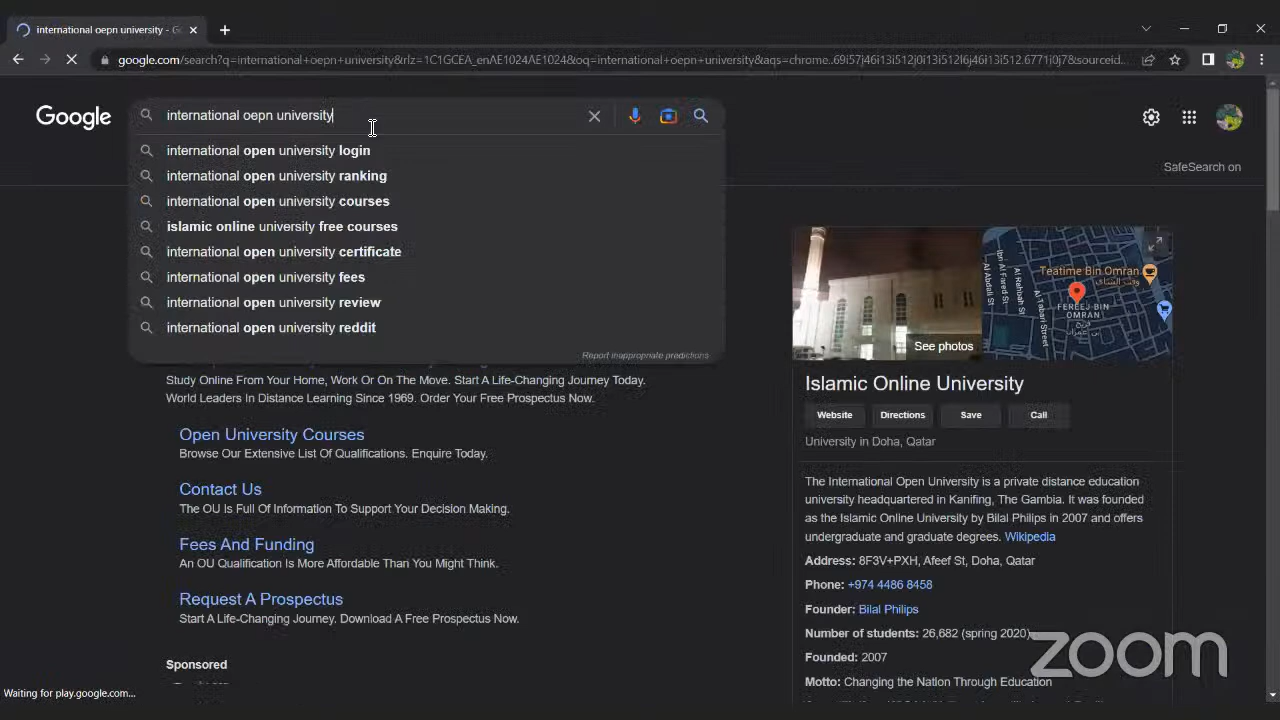 international oepn university - G
google.com/search?q=international+oepn+university&rlz=1C1GCEA_enAE1024AE1024&oq=international+oepn+university&aqs=chrome..69i57j46i13i512j0i13i512l6j46i13i512.6771j0j7&sourceid...
Google
international oepn university
SafeSearch on
international open university login
international open university ranking
international open university courses
islamic online university free courses
international open university certificate
international open university fees
international open university review
international open university reddit
Report inappropriate predictions
Study Online From Your Home, Work Or On The Move. Start A Life-Changing Journey Today.
World Leaders In Distance Learning Since 1969. Order Your Free Prospectus Now.
Open University Courses
Browse Our Extensive List Of Qualifications. Enquire Today.
Contact Us
The OU Is Full Of Information To Support Your Decision Making.
Fees And Funding
An OU Qualification Is More Affordable Than You Might Think.
Request A Prospectus
Start A Life-Changing Journey. Download A Free Prospectus Now.
Sponsored
Waiting for play.google.com...
See photos
Teatime Bin Omran
Ibn Al Fared St
Al Rehbah St
Al Tabari Street
FEREEJ BIN
OMRAN
Islamic Online University
Website
Directions
Save
Call
University in Doha, Qatar
The International Open University is a private distance education
university headquartered in Kanifing, The Gambia. It was founded
as the Islamic Online University by Bilal Philips in 2007 and offers
undergraduate and graduate degrees. Wikipedia
Address: 8F3V+PXH, Afeef St, Doha, Qatar
Phone: +974 4486 8458
Founder: Bilal Philips
Number of students: 26,682 (spring 2020)
Founded: 2007
Motto: Changing the Nation Through Education
zoom